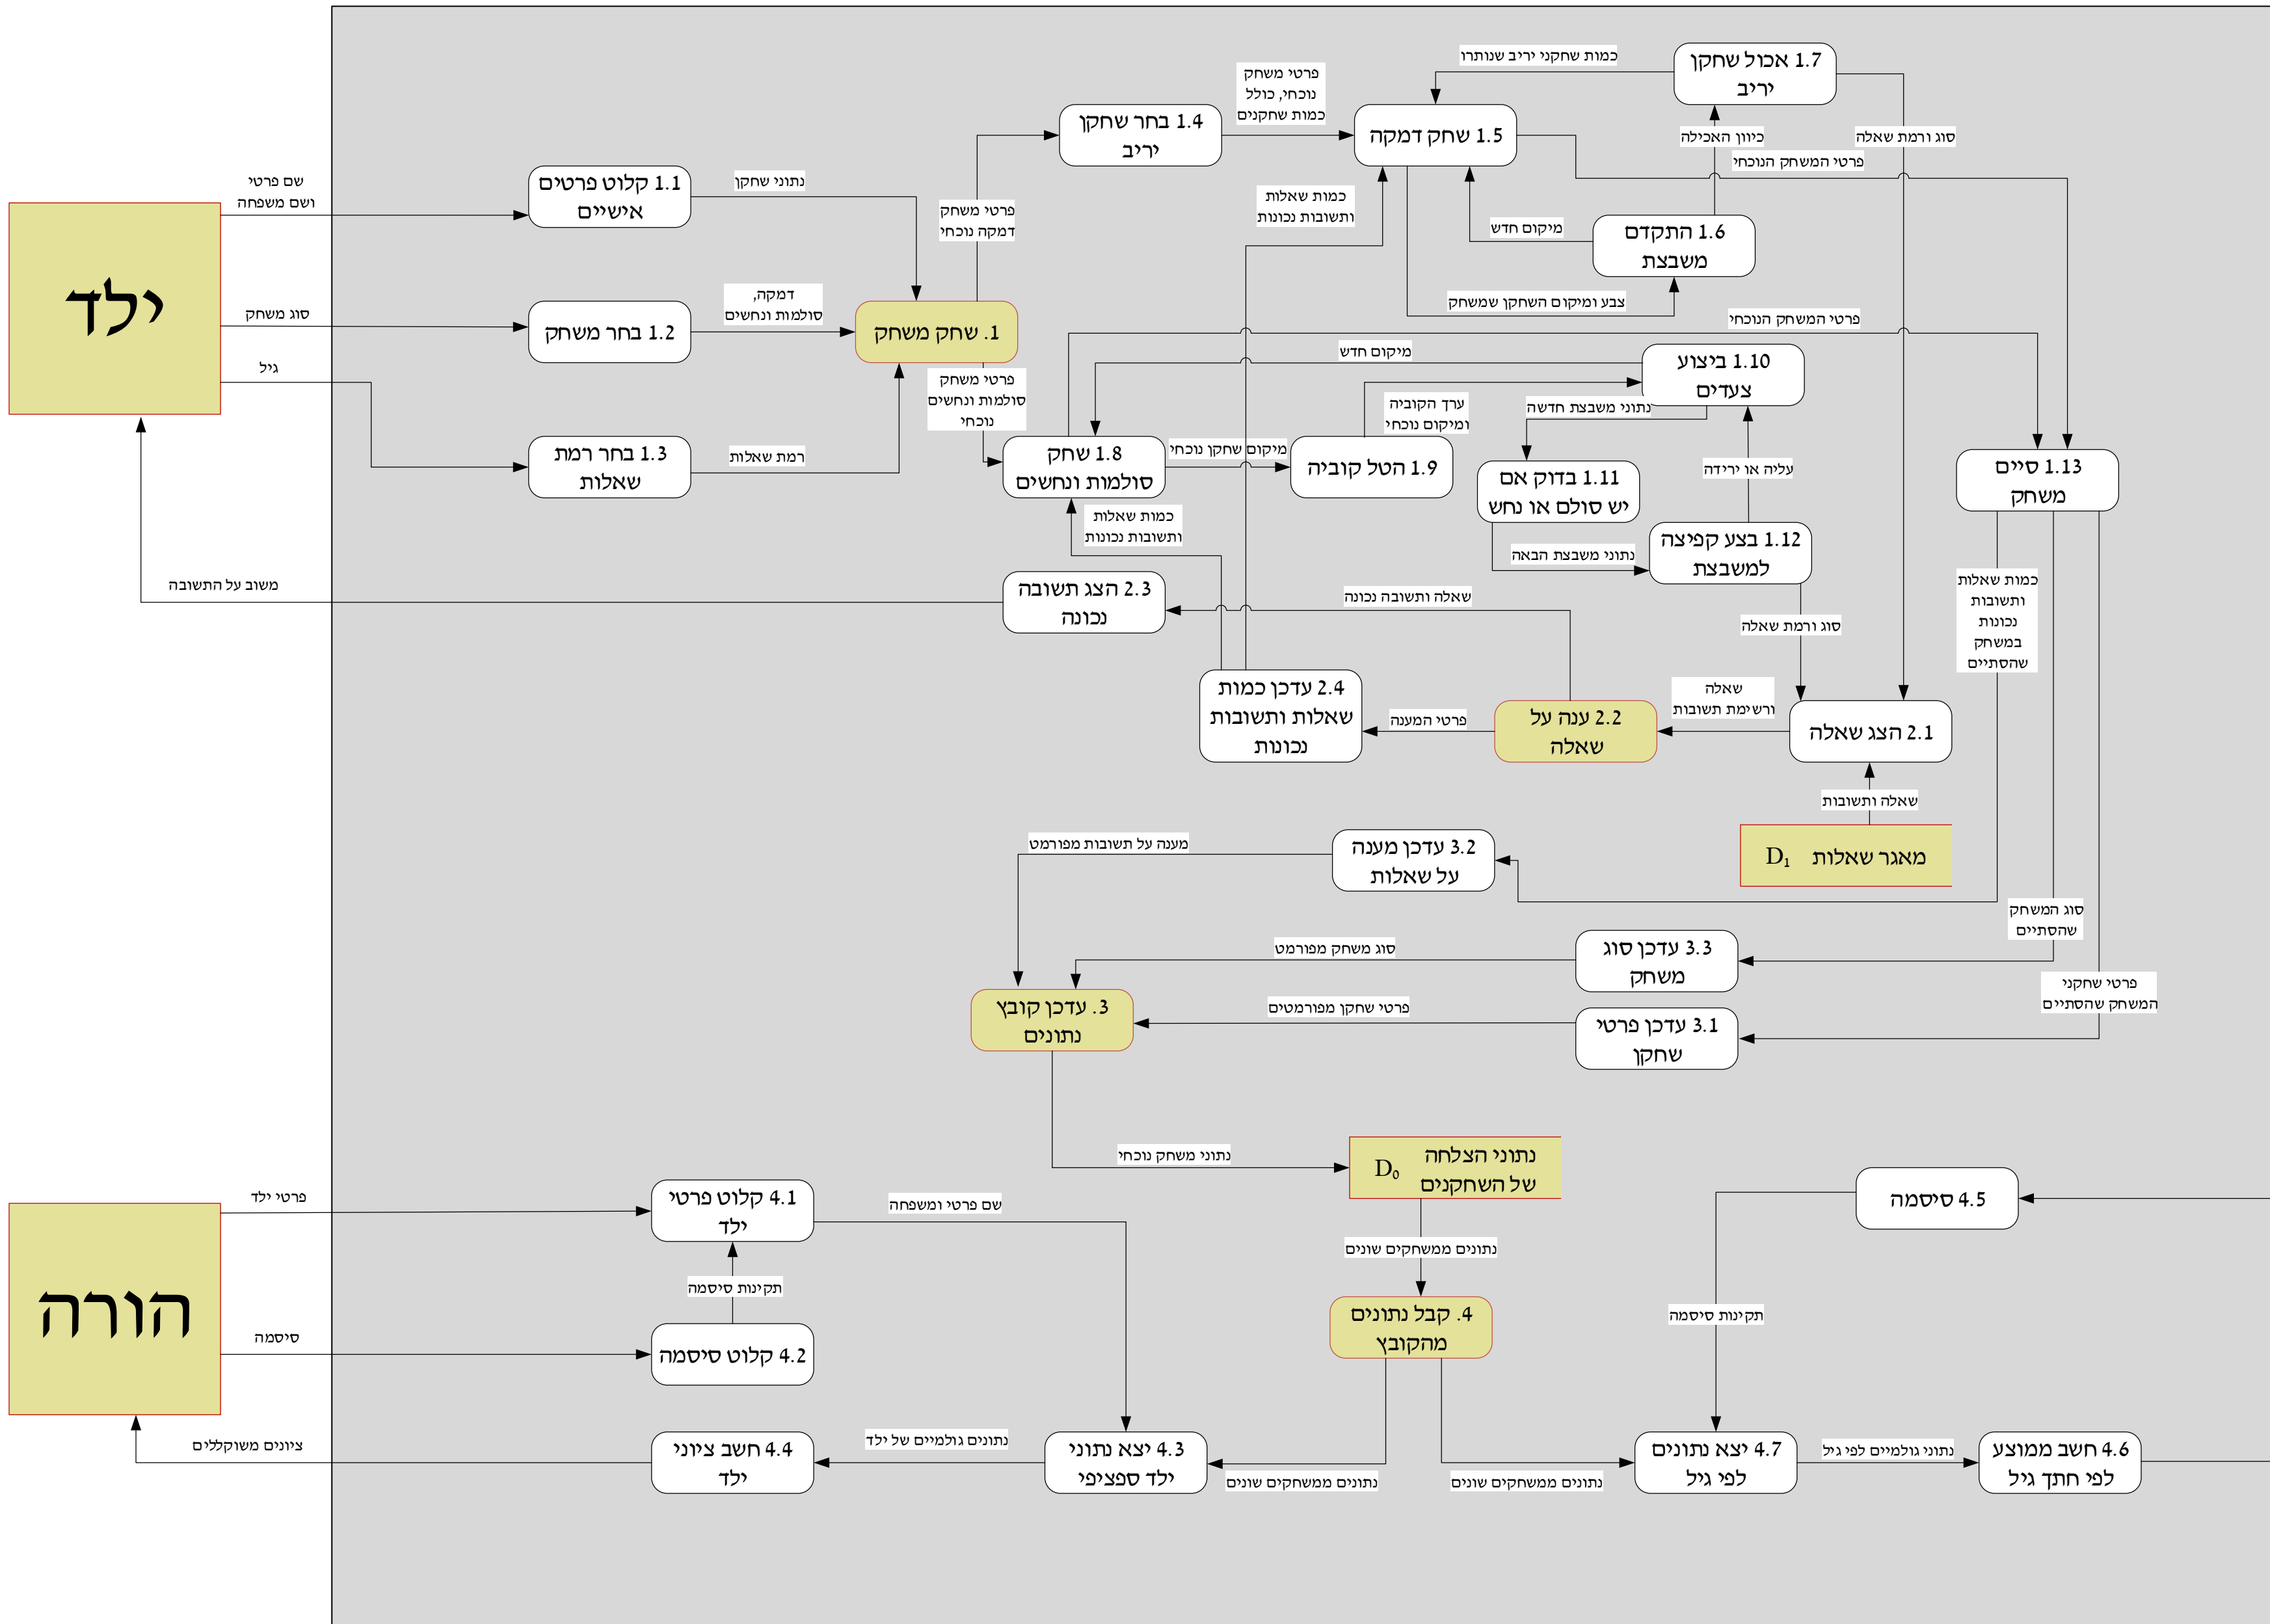 ילד
שם פרטי
ושם משפחה
סוג משחק
גיל
משוב על התשובה
1.1 קלוט פרטים
אישיים
נתוני שחקן
1.2 בחר משחק
דמקה,
סולמות ונחשים
1.3 בחר רמת
שאלות
רמת שאלות
1. שחק משחק
פרטי משחק
דמקה נוכחי
פרטי משחק
סולמות ונחשים
נוכחי
1.4 בחר שחקן
יריב
פרטי משחק
נוכחי, כולל
כמות שחקנים
1.5 שחק דמקה
כמות שחקני יריב שנותרו
1.7 אכול שחקן
יריב
כיוון האכילה
סוג ורמת שאלה
פרטי המשחק הנוכחי
כמות שאלות
ותשובות נכונות
מיקום חדש
1.6 התקדם
משבצת
צבע ומיקום השחקן שמשחק
פרטי המשחק הנוכחי
מיקום חדש
1.10 ביצוע
צעדים
ערך הקוביה
ומיקום נוכחי
נתוני משבצת חדשה
1.8 שחק
סולמות ונחשים
מיקום שחקן נוכחי
1.9 הטל קוביה
1.11 בדוק אם
יש סולם או נחש
עליה או ירידה
1.13 סיים
משחק
כמות שאלות
ותשובות נכונות
נתוני משבצת הבאה
1.12 בצע קפיצה
למשבצת
2.3 הצג תשובה
נכונה
שאלה ותשובה נכונה
סוג ורמת שאלה
כמות שאלות
ותשובות
נכונות
במשחק
שהסתיים
2.4 עדכן כמות
שאלות ותשובות
נכונות
פרטי המענה
2.2 ענה על
שאלה
שאלה
ורשימת תשובות
2.1 הצג שאלה
שאלה ותשובות
מאגר שאלות D1
3.2 עדכן מענה
על שאלות
מענה על תשובות מפורמט
סוג המשחק
שהסתיים
3.3 עדכן סוג
משחק
סוג משחק מפורמט
פרטי שחקני
המשחק שהסתיים
3. עדכן קובץ
נתונים
פרטי שחקן מפורמטים
3.1 עדכן פרטי
שחקן
נתוני משחק נוכחי
נתוני הצלחה
של השחקנים
D0
הורה
פרטי ילד
סיסמה
ציונים משוקללים
4.1 קלוט פרטי
ילד
שם פרטי ומשפחה
תקינות סיסמה
4.2 קלוט סיסמה
נתונים ממשחקים שונים
4. קבל נתונים
מהקובץ
4.5 סיסמה
תקינות סיסמה
4.4 חשב ציוני
ילד
נתונים גולמיים של ילד
4.3 יצא נתוני
ילד ספציפי
נתונים ממשחקים שונים
נתונים ממשחקים שונים
4.7 יצא נתונים
לפי גיל
נתוני גולמיים לפי גיל
4.6 חשב ממוצע
לפי חתך גיל